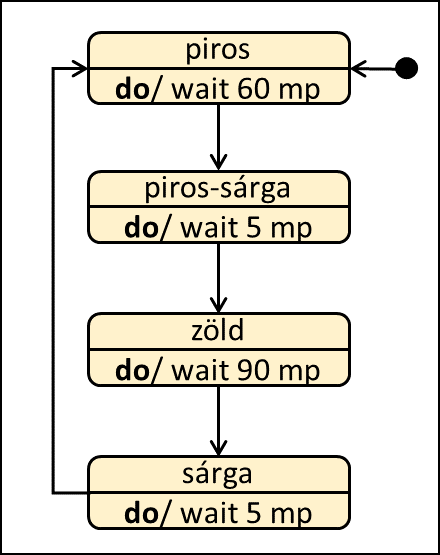 piros
do/ wait 60 mp
piros-sárga
do/ wait 5 mp
zöld
do/ wait 90 mp
sárga
do/ wait 5 mp